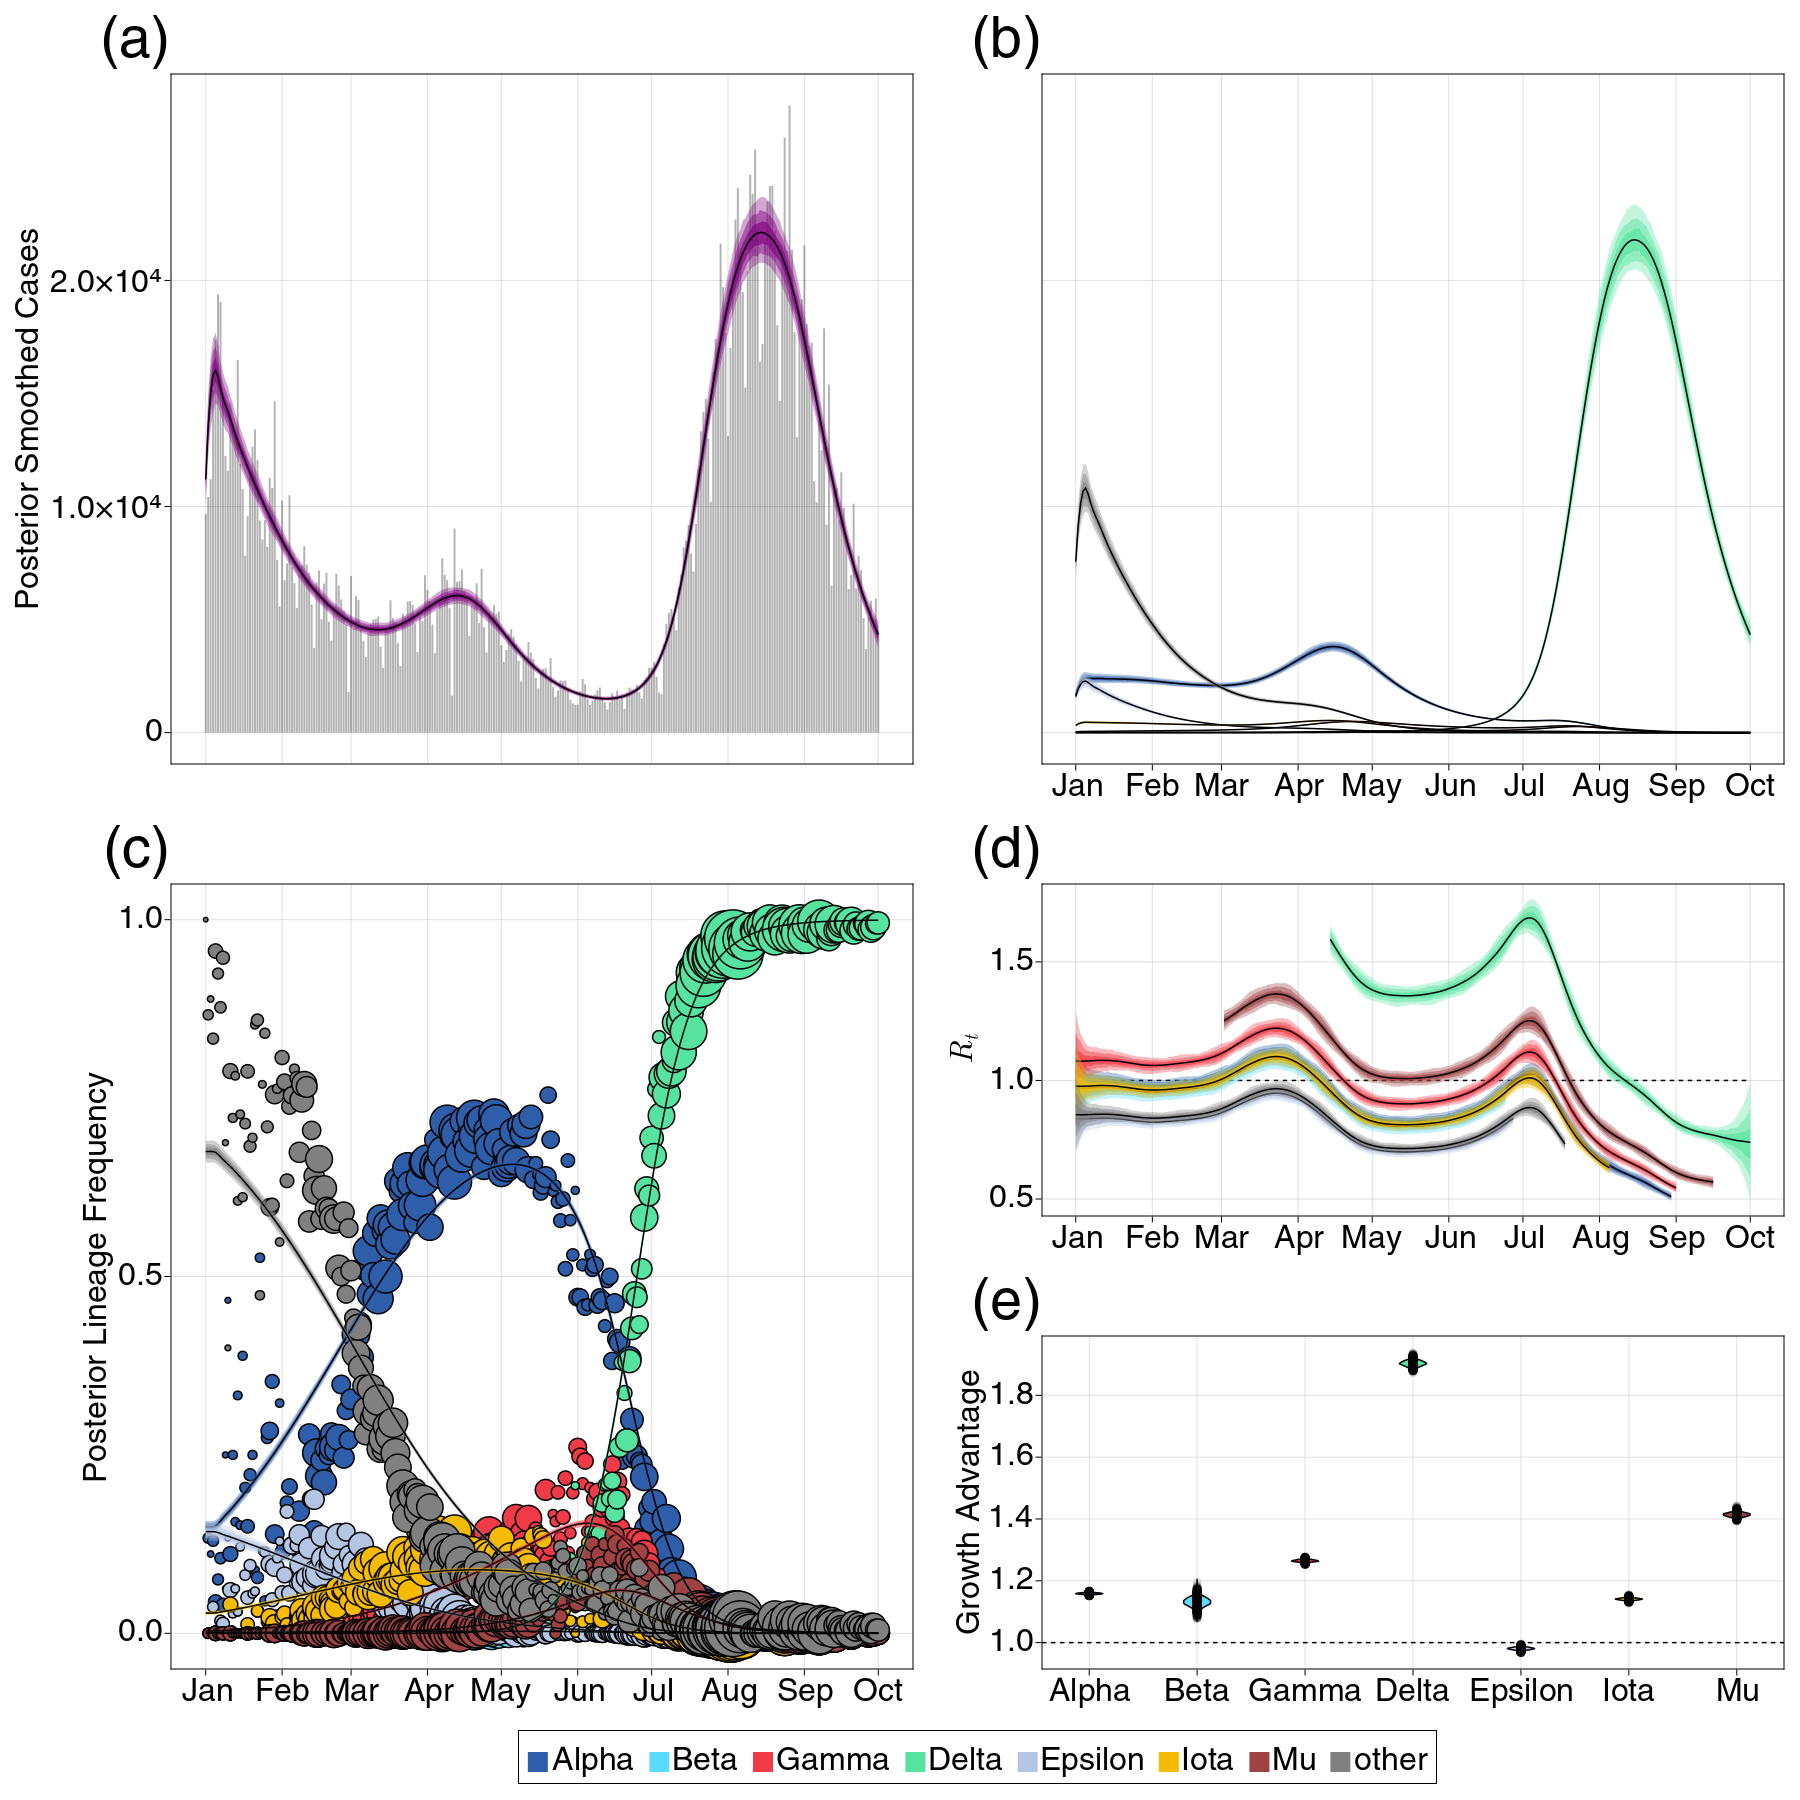 (a)
Posterior Smoothed Cases
2.0×10⁴
1.0×10⁴
0
(b)
Jan Feb Mar Apr May Jun Jul Aug Sep Oct
(c)
Posterior Lineage Frequency
1.0
0.5
0.0
Jan Feb Mar Apr May Jun Jul Aug Sep Oct
(d)
Rₜ
1.5
1.0
0.5
Jan Feb Mar Apr May Jun Jul Aug Sep Oct
(e)
Growth Advantage
1.8
1.6
1.4
1.2
1.0
Alpha Beta Gamma Delta Epsilon Iota Mu
Alpha Beta Gamma Delta Epsilon Iota Mu other